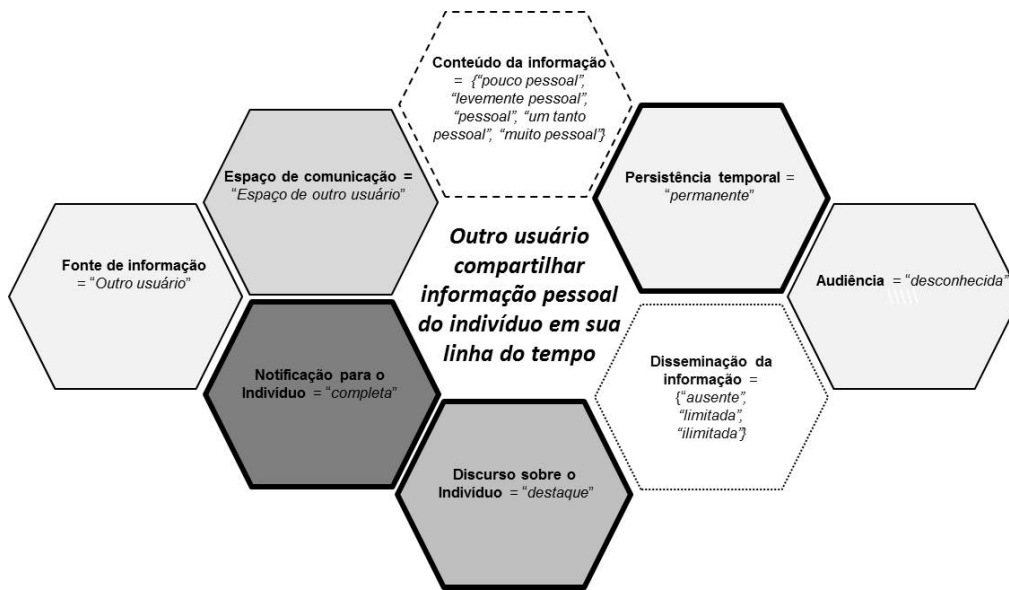 Conteúdo da informação
= {“pouco pessoal”,
“levemente pessoal”,
“pessoal”, “um tanto
pessoal”, “muito pessoal”}
Espaço de comunicação =
“Espaço de outro usuário”
Persistência temporal =
“permanente”
Fonte de informação
= “Outro usuário”
Outro usuário
compartilhar
informação pessoal
do indivíduo em sua
linha do tempo
Audiência = “desconhecida”
Notificação para o
Indivíduo = “completa”
Disseminação da
informação =
{“ausente”,
“limitada”,
“ilimitada”}
Discurso sobre o
Indivíduo = “destaque”